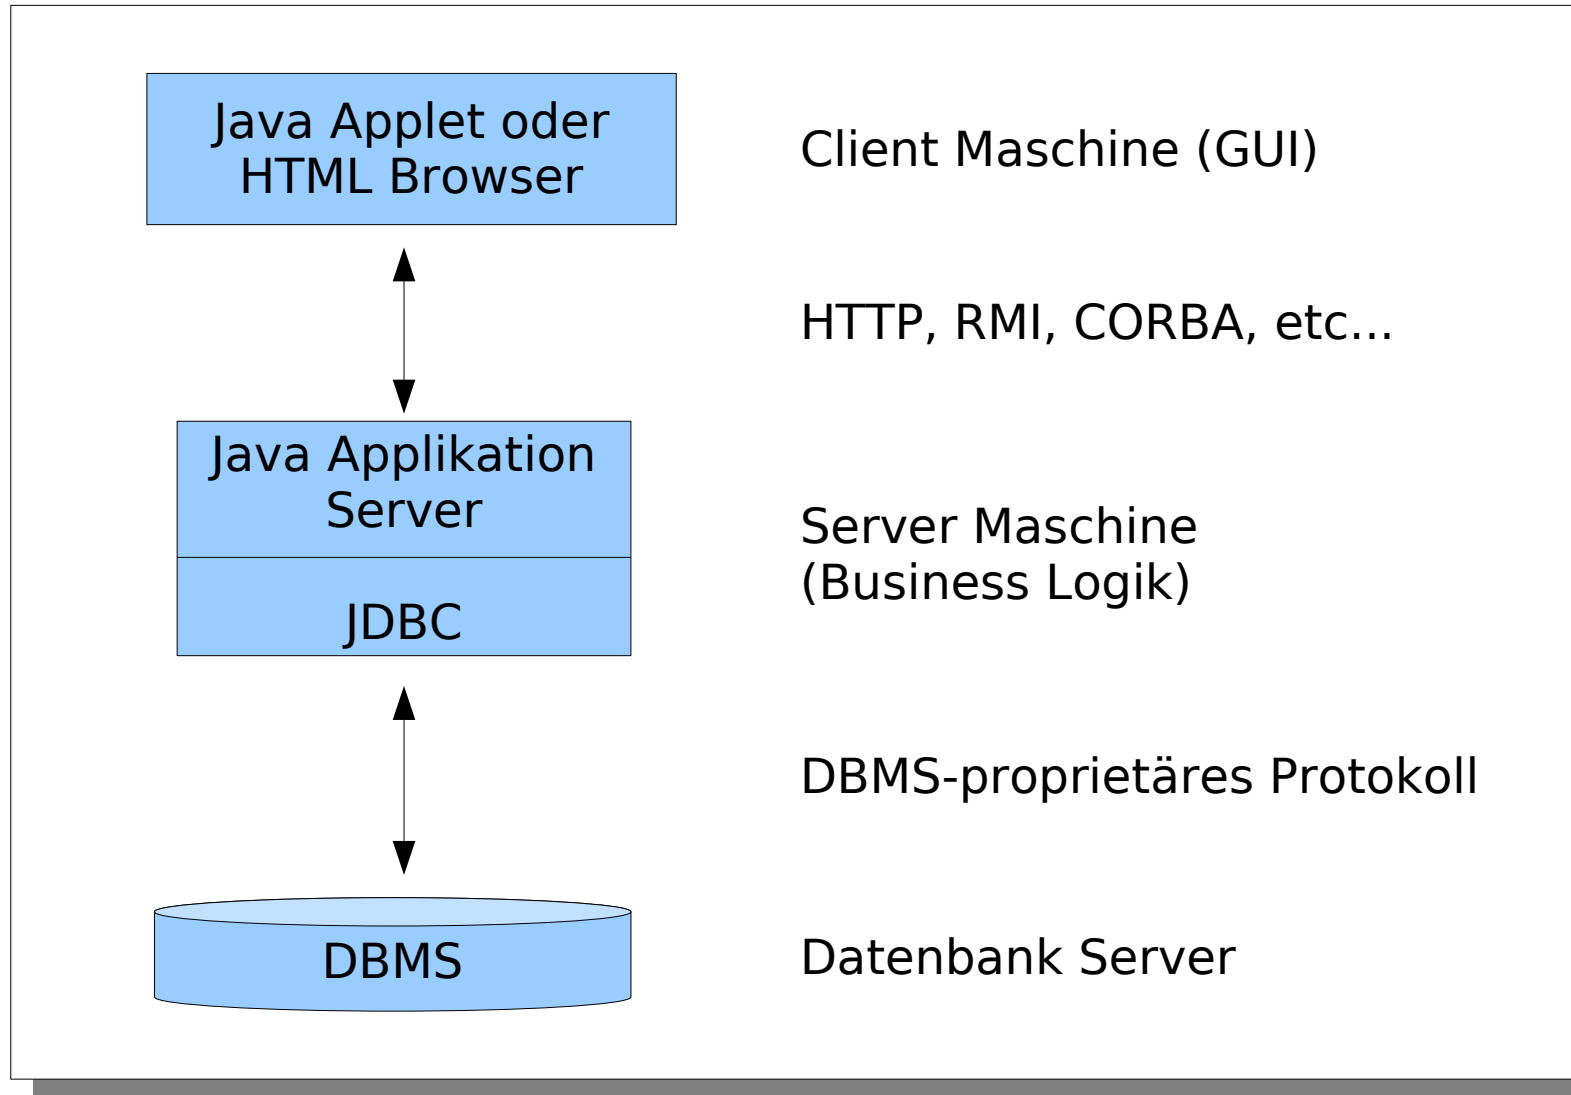 Java Applet oder
HTML Browser
Client Maschine (GUI)
HTTP, RMI, CORBA, etc...
Java Applikation
Server
JDBC
Server Maschine
(Business Logik)
DBMS-proprietäres Protokoll
DBMS
Datenbank Server